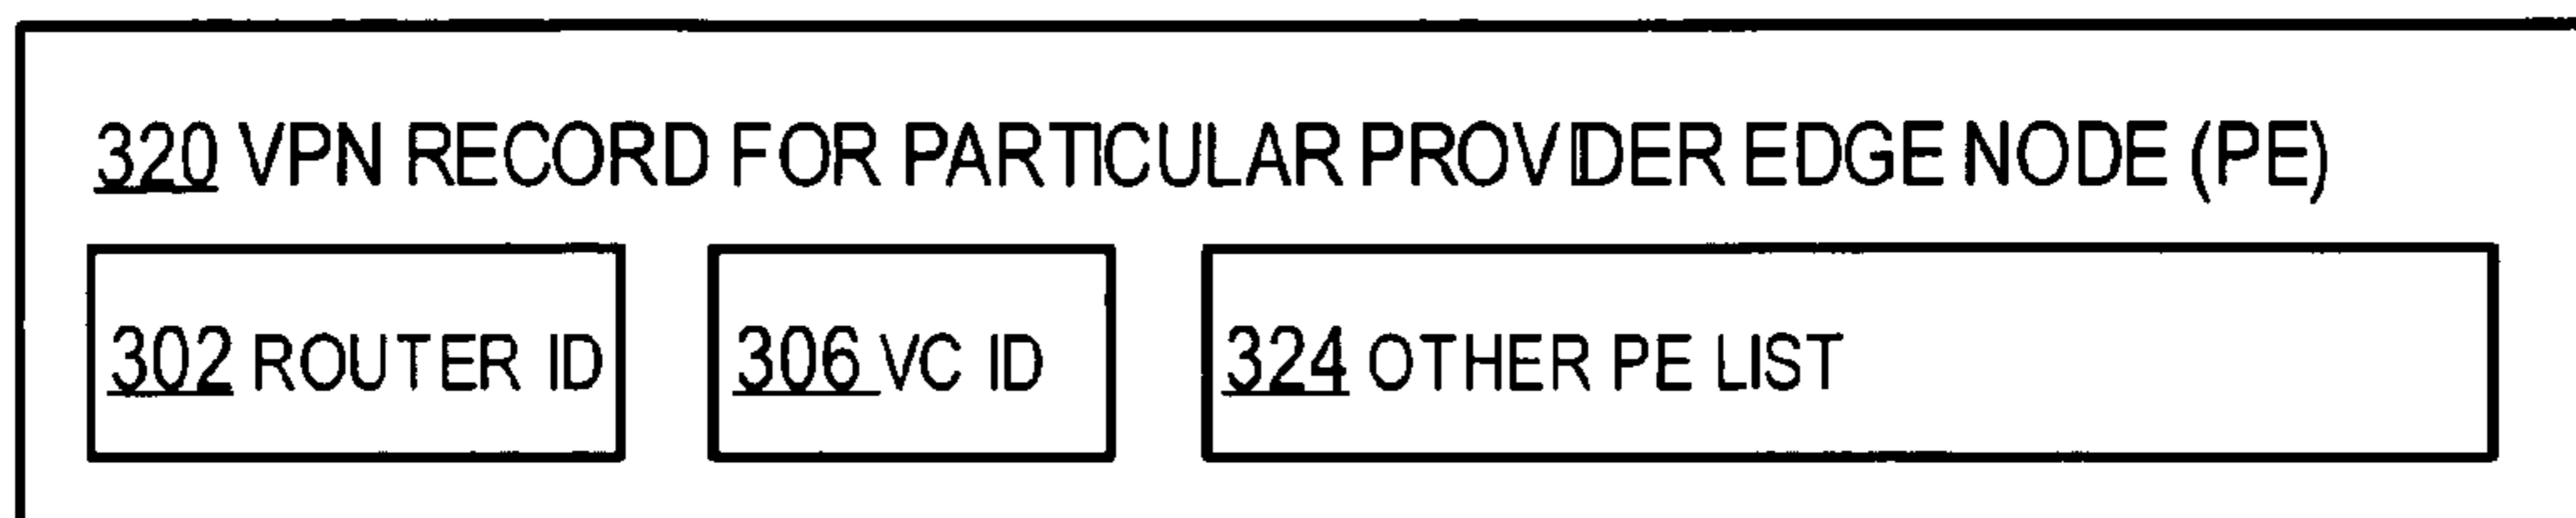 320 VPN RECORD FOR PARTICULAR PROVIDER EDGE NODE (PE)
302 ROUTER ID
306 VC ID
324 OTHER PE LIST